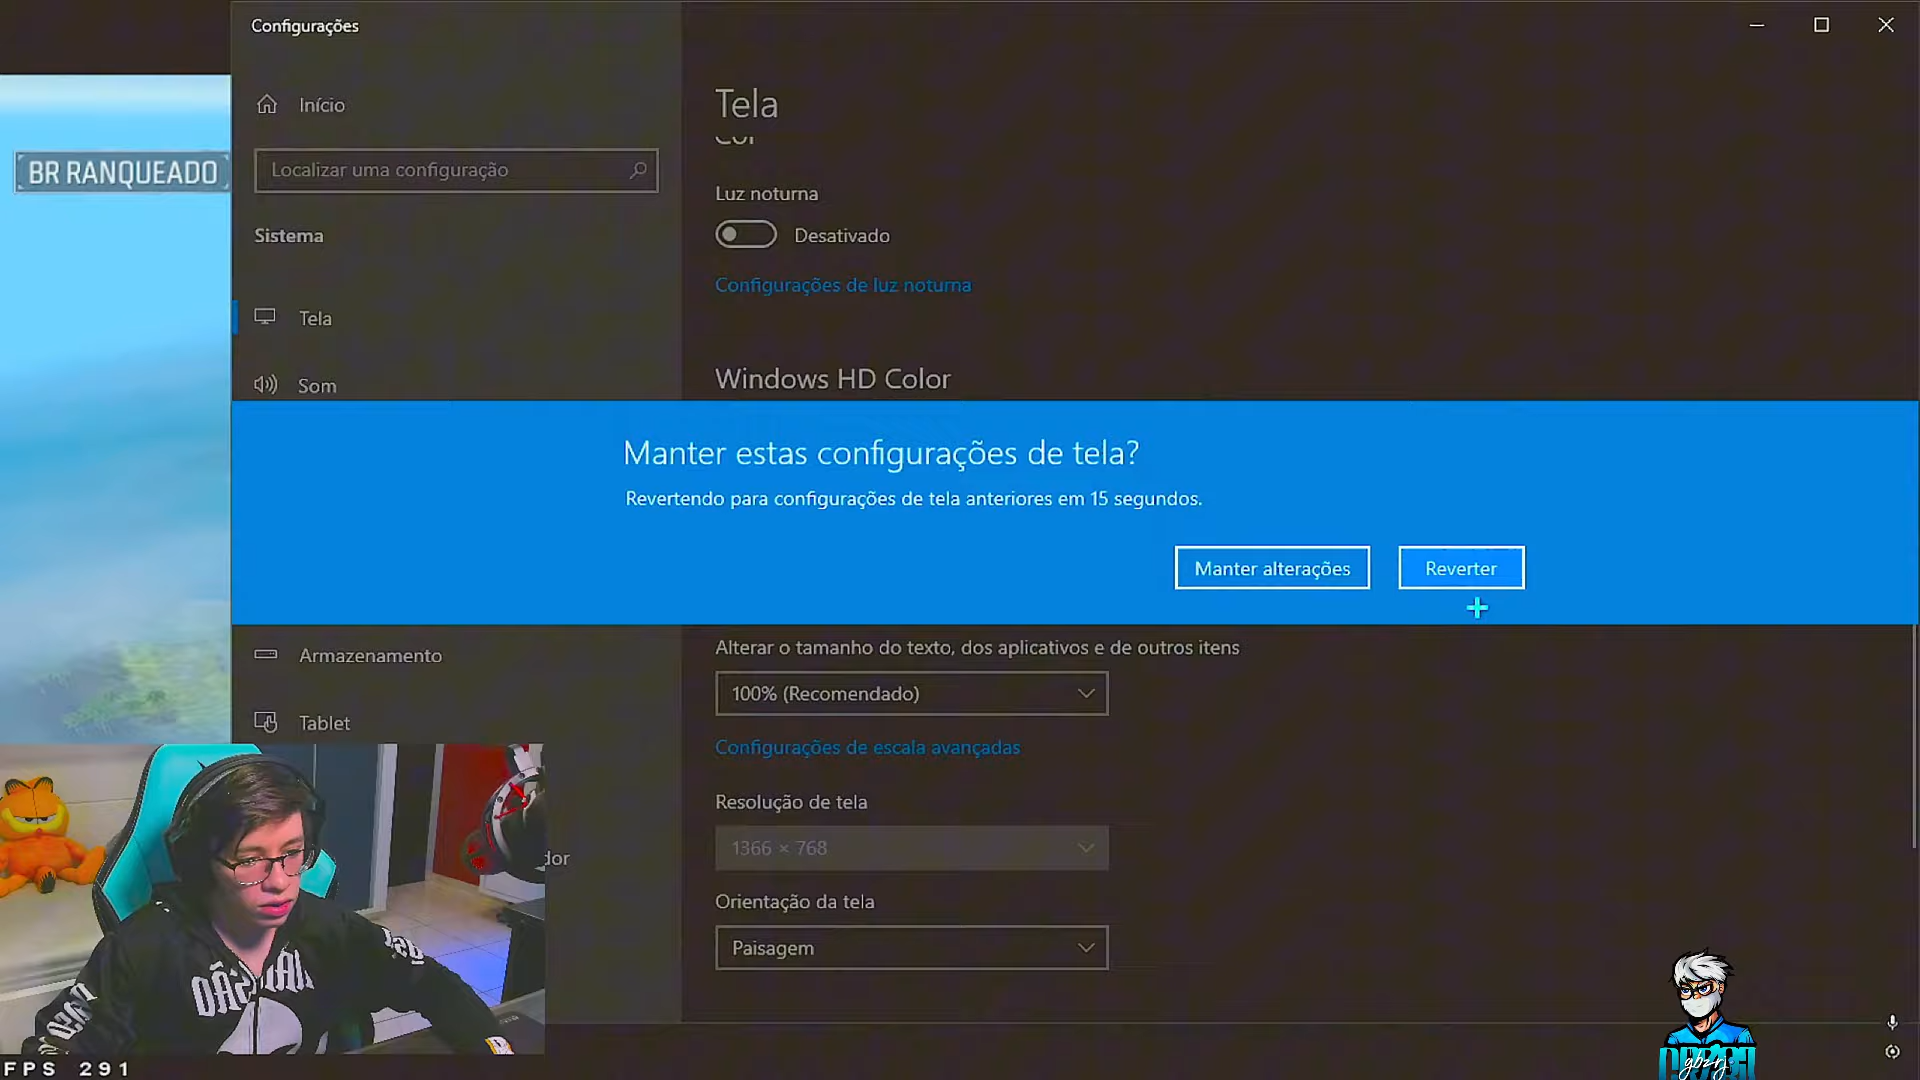 Configurações
Início
Localizar uma configuração
Sistema
Tela
Som
Armazenamento
Tablet
dor
BR RANQUEADO
Tela
Cor
Luz noturna
Desativado
Configurações de luz noturna
Windows HD Color
Manter estas configurações de tela?
Revertendo para configurações de tela anteriores em 15 segundos.
Manter alterações
Reverter
Alterar o tamanho do texto, dos aplicativos e de outros itens
100% (Recomendado)
Configurações de escala avançadas
Resolução de tela
1366 × 768
Orientação da tela
Paisagem
FPS 291